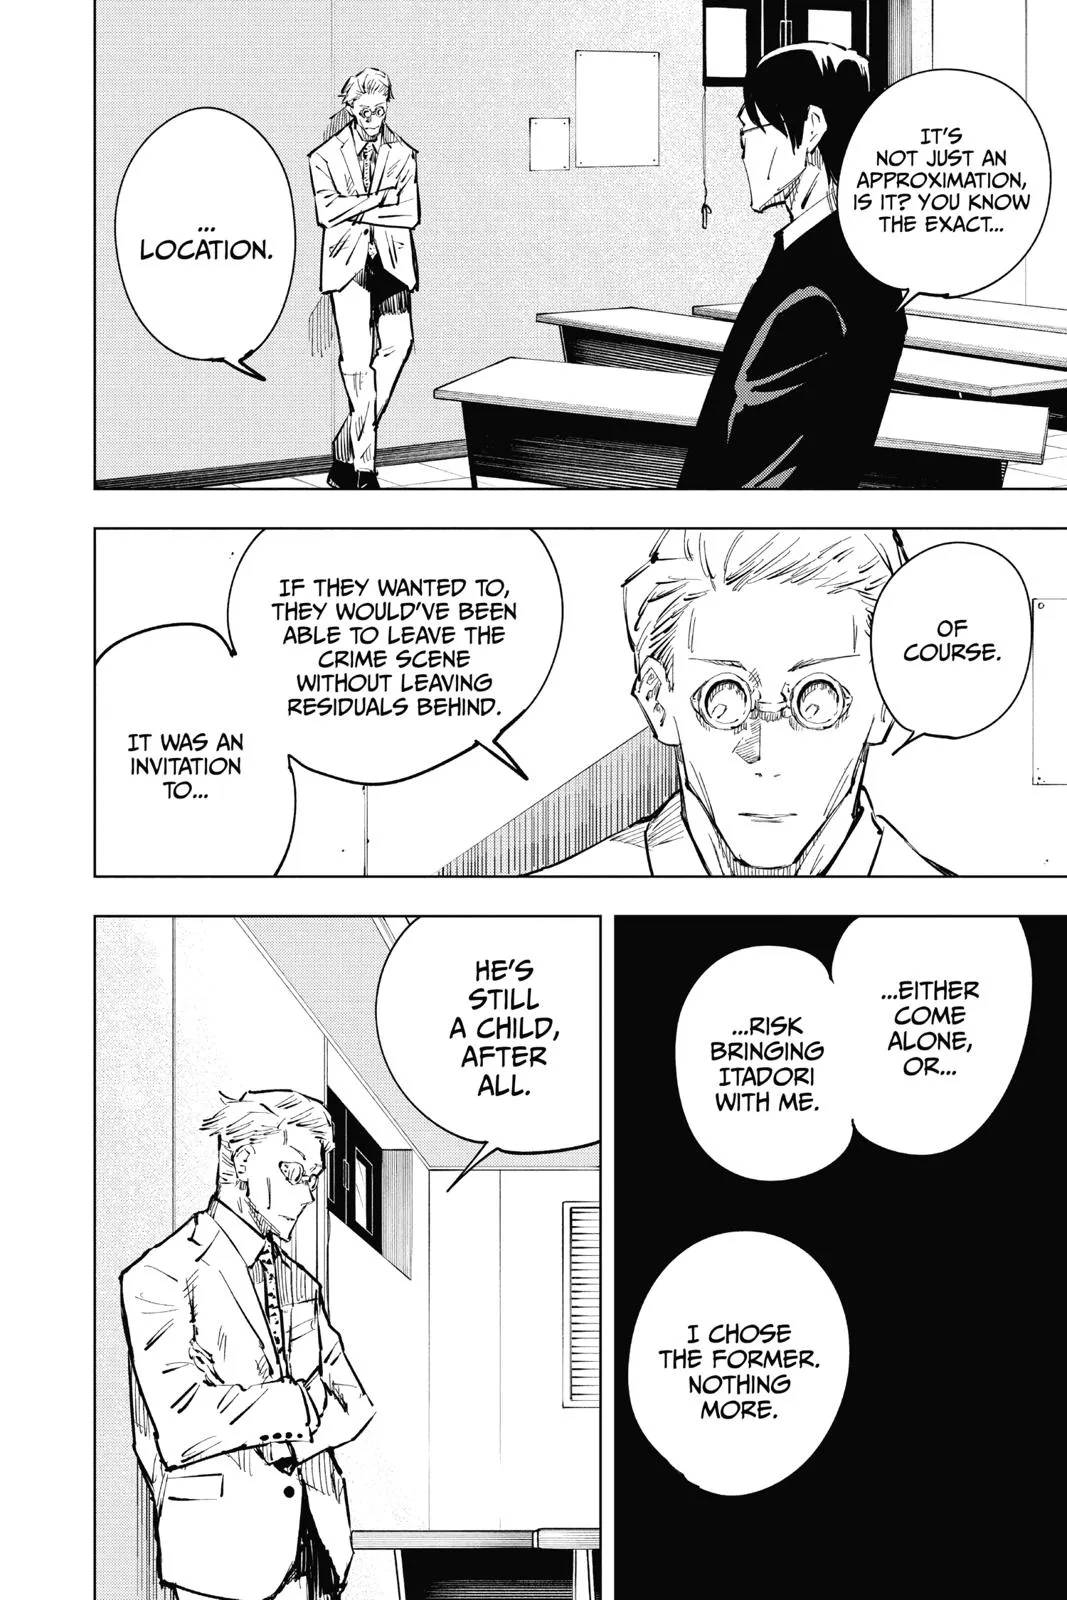 IT'S
NOT JUST AN
APPROXIMATION,
IS IT? YOU KNOW
THE EXACT...
...
LOCATION.
OF
COURSE.
IF THEY WANTED TO,
THEY WOULD'VE BEEN
ABLE TO LEAVE THE
CRIME SCENE
WITHOUT LEAVING
RESIDUALS BEHIND.
IT WAS AN
INVITATION
TO...
...EITHER
COME
ALONE,
OR...
...RISK
BRINGING
ITADORI
WITH ME.
I CHOSE
THE FORMER.
NOTHING
MORE.
HE'S
STILL
A CHILD,
AFTER
ALL.